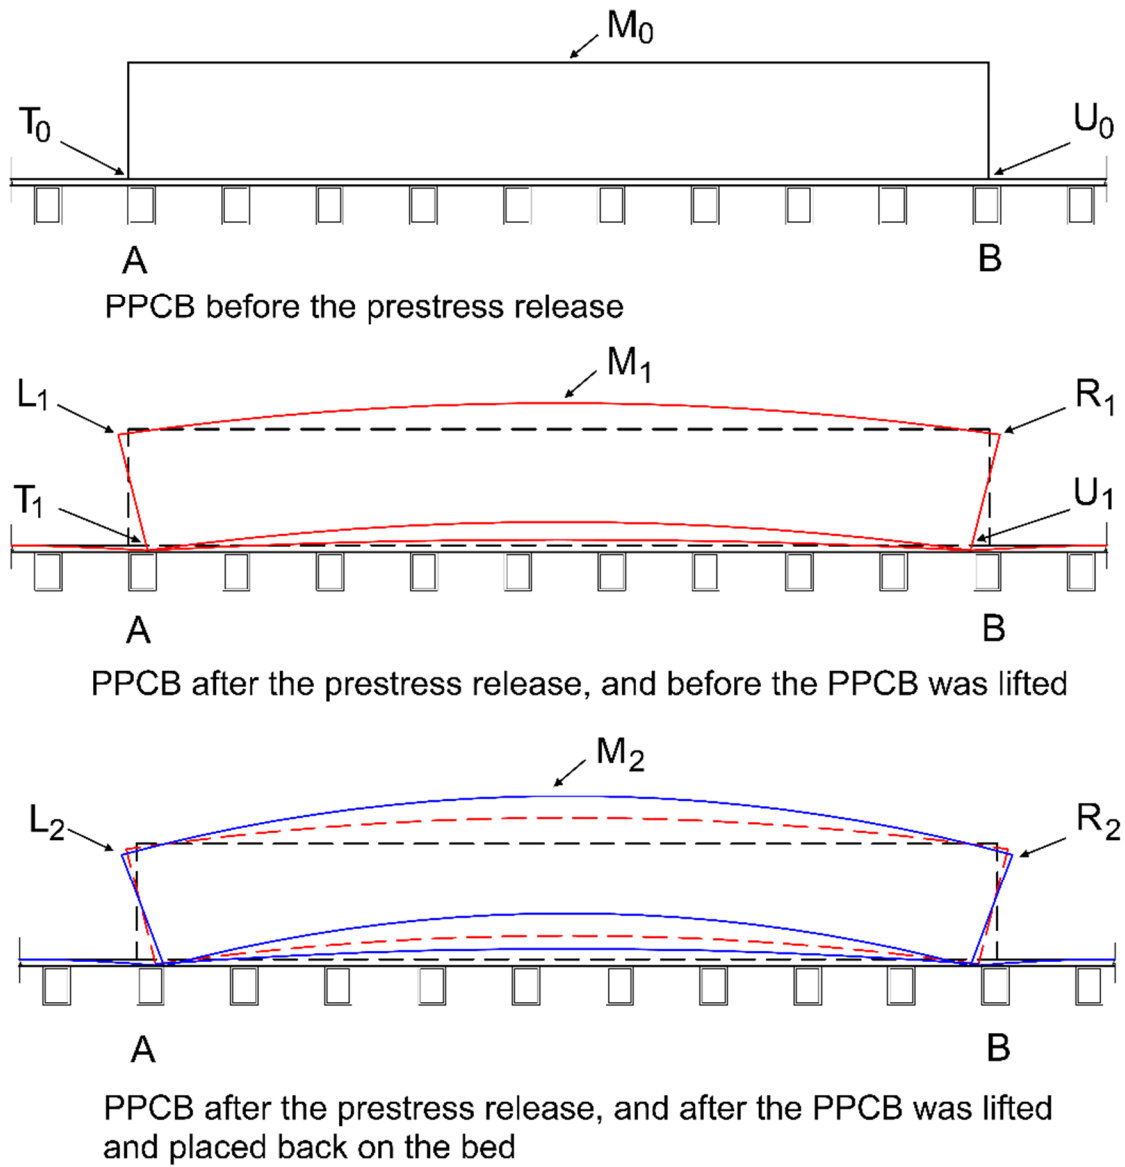 M0
T0
U0
A
B
PPCB before the prestress release
M1
L1
R1
T1
U1
A
B
PPCB after the prestress release, and before the PPCB was lifted
M2
L2
R2
A
B
PPCB after the prestress release, and after the PPCB was lifted
and placed back on the bed